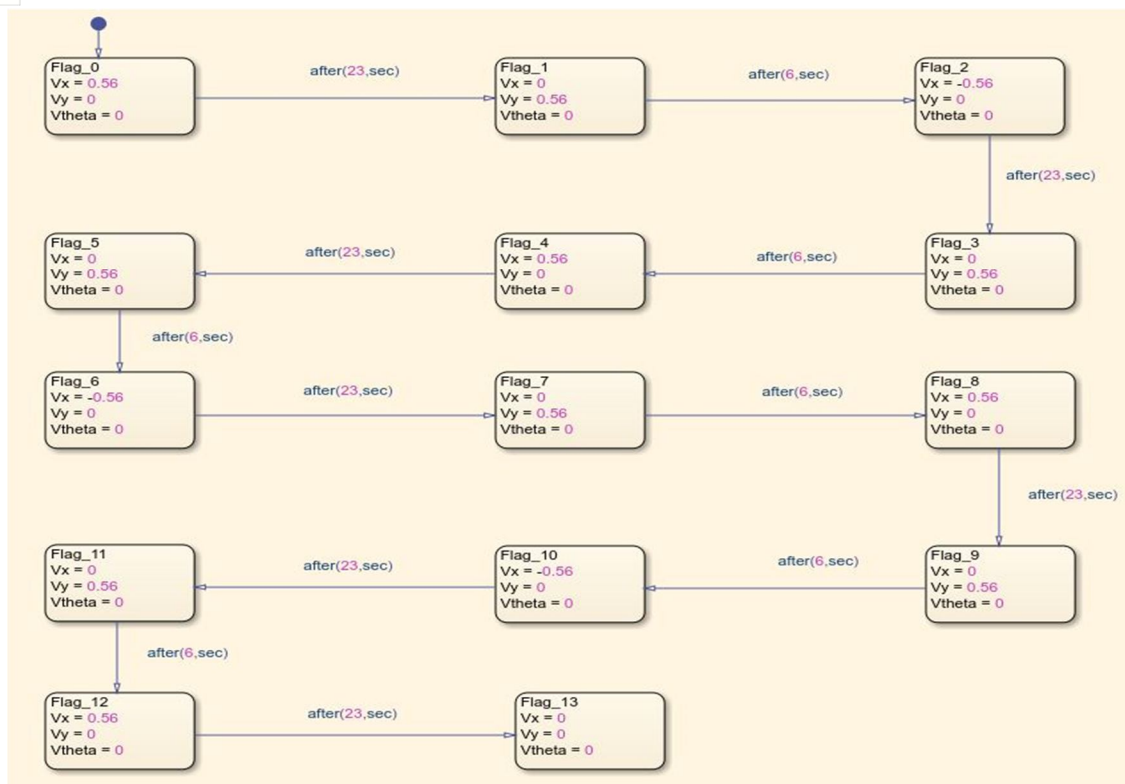 Flag_0
Vx = 0.56
Vy = 0
Vtheta = 0
after(23,sec)
Flag_1
Vx = 0
Vy = 0.56
Vtheta = 0
after(6,sec)
Flag_2
Vx = -0.56
Vy = 0
Vtheta = 0
after(23,sec)
Flag_3
Vx = 0
Vy = 0.56
Vtheta = 0
after(6,sec)
Flag_4
Vx = 0.56
Vy = 0
Vtheta = 0
after(23,sec)
Flag_5
Vx = 0
Vy = 0.56
Vtheta = 0
after(6,sec)
Flag_6
Vx = -0.56
Vy = 0
Vtheta = 0
after(23,sec)
Flag_7
Vx = 0
Vy = 0.56
Vtheta = 0
after(6,sec)
Flag_8
Vx = 0.56
Vy = 0
Vtheta = 0
after(23,sec)
Flag_9
Vx = 0
Vy = 0.56
Vtheta = 0
after(6,sec)
Flag_10
Vx = -0.56
Vy = 0
Vtheta = 0
after(23,sec)
Flag_11
Vx = 0
Vy = 0.56
Vtheta = 0
after(6,sec)
Flag_12
Vx = 0.56
Vy = 0
Vtheta = 0
after(23,sec)
Flag_13
Vx = 0
Vy = 0
Vtheta = 0